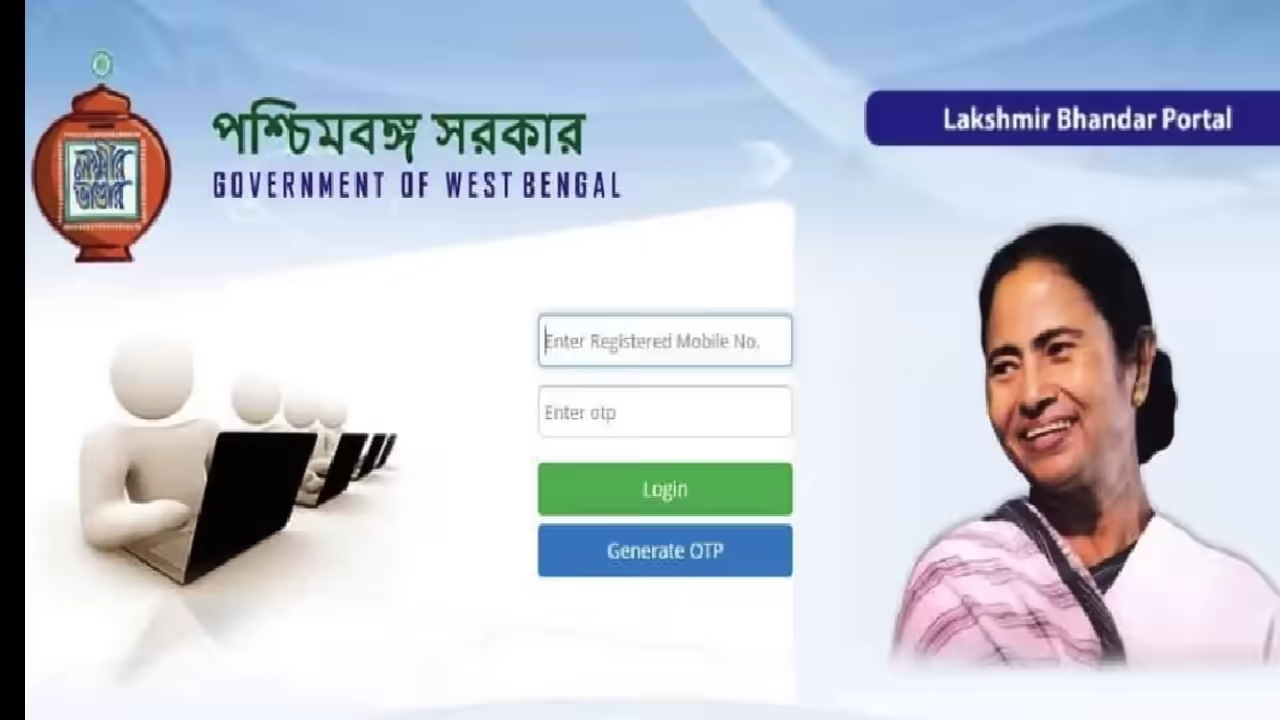 লক্ষ্মীর
ভান্ডার
পশ্চিমবঙ্গ সরকার
GOVERNMENT OF WEST BENGAL
Lakshmir Bhandar Portal
Enter Registered Mobile No.
Enter otp
Login
Generate OTP